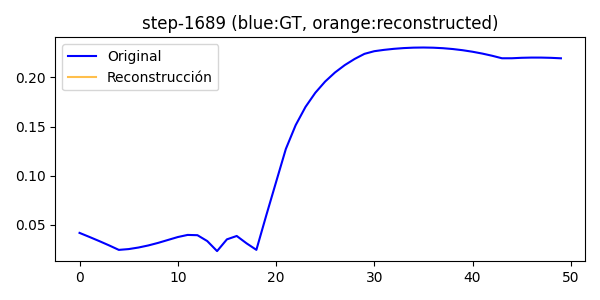 step-1689 (blue:GT, orange:reconstructed)
Original
Reconstrucción
0.20
0.15
0.10
0.05
0 10 20 30 40 50